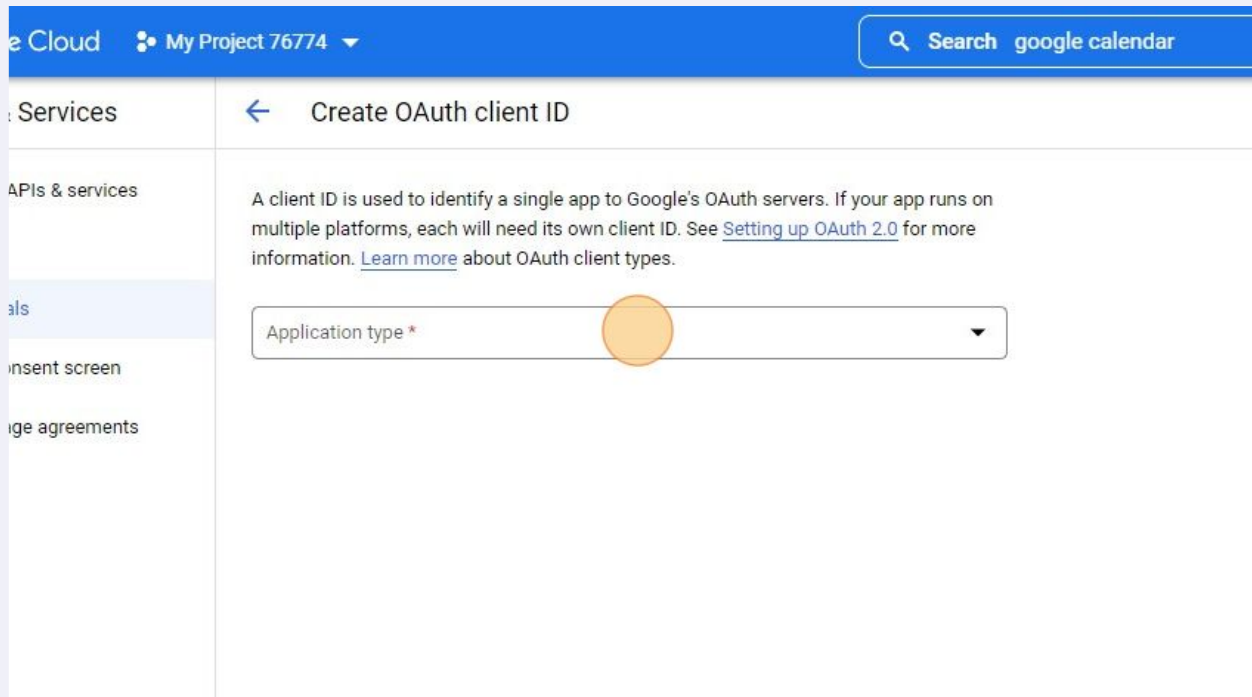 e Cloud My Project 76774 Search google calendar
& Services
Create OAuth client ID
APIs & services
als
onsent screen
age agreements
A client ID is used to identify a single app to Google's OAuth servers. If your app runs on
multiple platforms, each will need its own client ID. See Setting up OAuth 2.0 for more
information. Learn more about OAuth client types.
Application type *